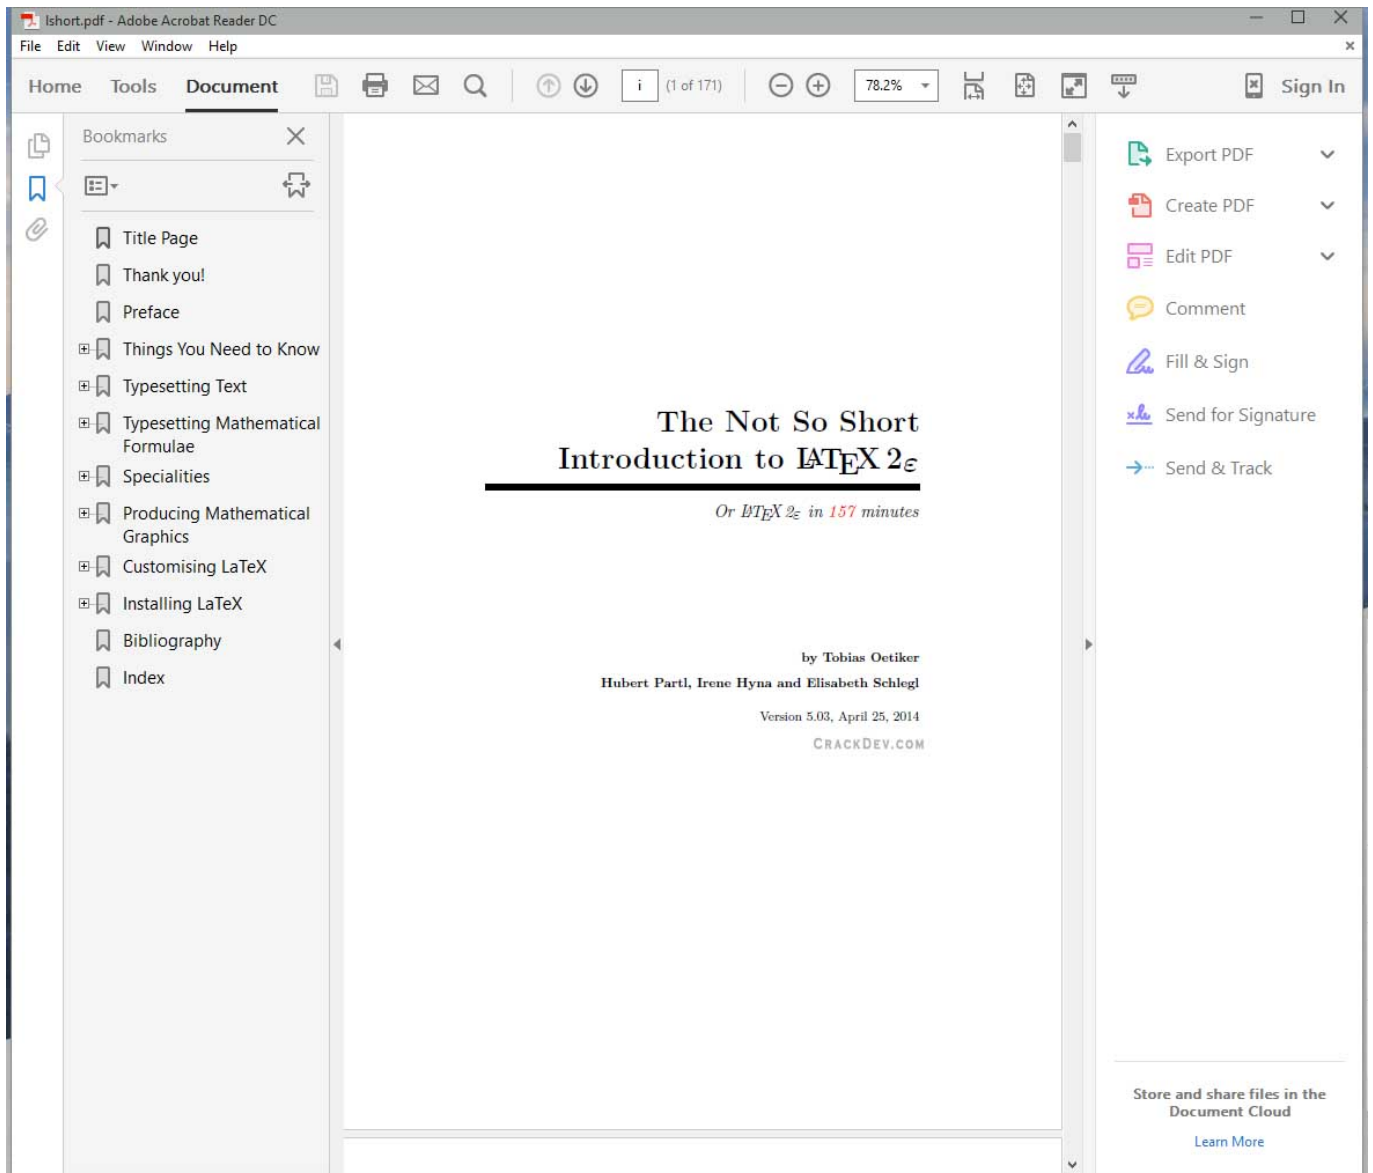 lshort.pdf - Adobe Acrobat Reader DC
File Edit View Window Help
Home Tools Document i (1 of 171) 78.2% Sign In
Bookmarks
Title Page
Thank you!
Preface
Things You Need to Know
Typesetting Text
Typesetting Mathematical
Formulae
Specialities
Producing Mathematical
Graphics
Customising LaTeX
Installing LaTeX
Bibliography
Index
The Not So Short
Introduction to LATEX 2ε
Or LATEX 2ε in 157 minutes
by Tobias Oetiker
Hubert Partl, Irene Hyna and Elisabeth Schlegl
Version 5.03, April 25, 2014
CRACKDEV.COM
Export PDF
Create PDF
Edit PDF
Comment
Fill & Sign
Send for Signature
Send & Track
Store and share files in the
Document Cloud
Learn More